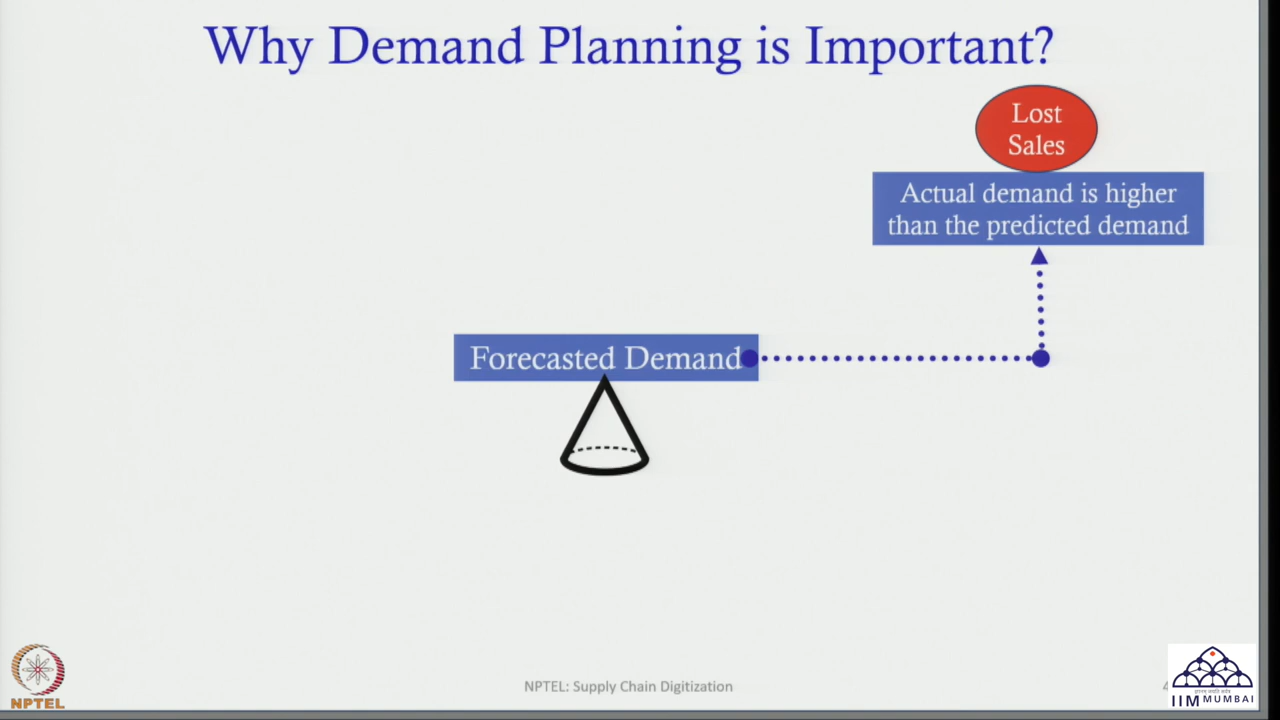 Why Demand Planning is Important?
Lost
Sales
Actual demand is higher
than the predicted demand
Forecasted Demand
NPTEL
NPTEL: Supply Chain Digitization
4
IIM MUMBAI